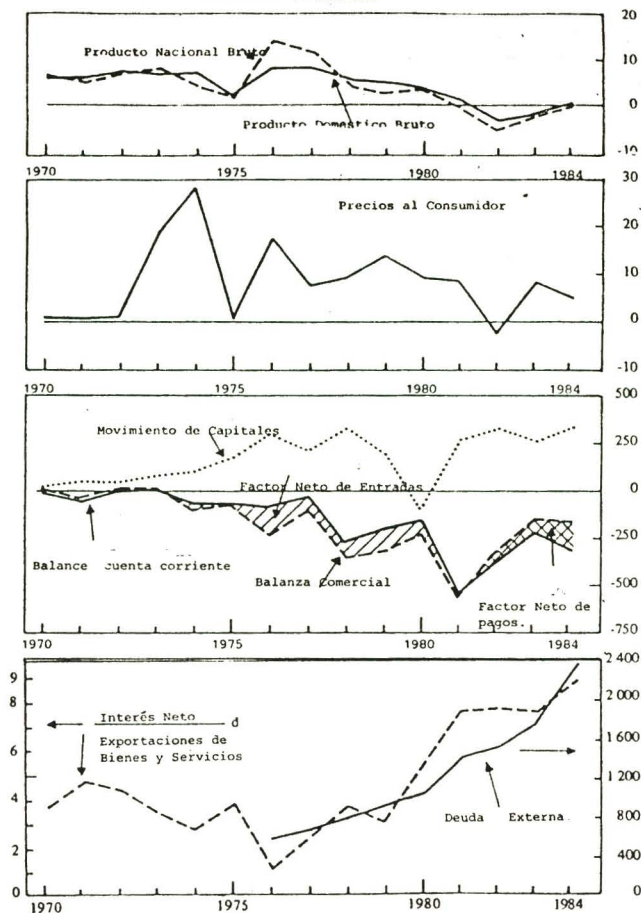 20
Producto Nacional Bruto
10
0
Producto Domestico Bruto
-10
1970 1975 1980 1984
30
Precios al Consumidor
20
10
0
-10
1970 1975 1980 1984
500
Movimiento de Capitales
250
0
Factor Neto de Entradas
-250
Balance cuenta corriente
Balanza Comercial
-500
Factor Neto de
pagos.
-750
1970 1975 1980 1984
9 2 400
8 2 000
Interés Neto d
6 1 600
Exportaciones de
Bienes y Servicios
1 200
4 800
Deuda Externa
2 400
0 0
1970 1975 1980 1984